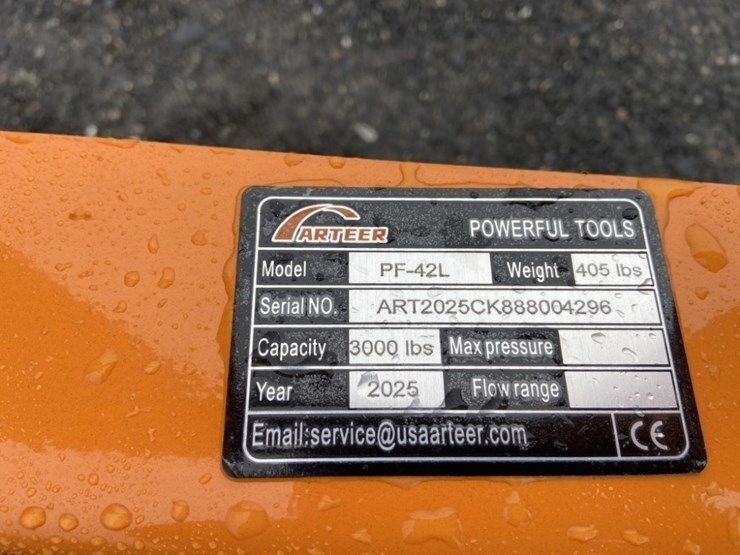 ARTEER POWERFUL TOOLS
Model PF-42L Weight 405 lbs
Serial NO. ART2025CK888004296
Capacity 3000 lbs Max pressure
Year 2025 Flow range
Email:service@usaarteer.com CE